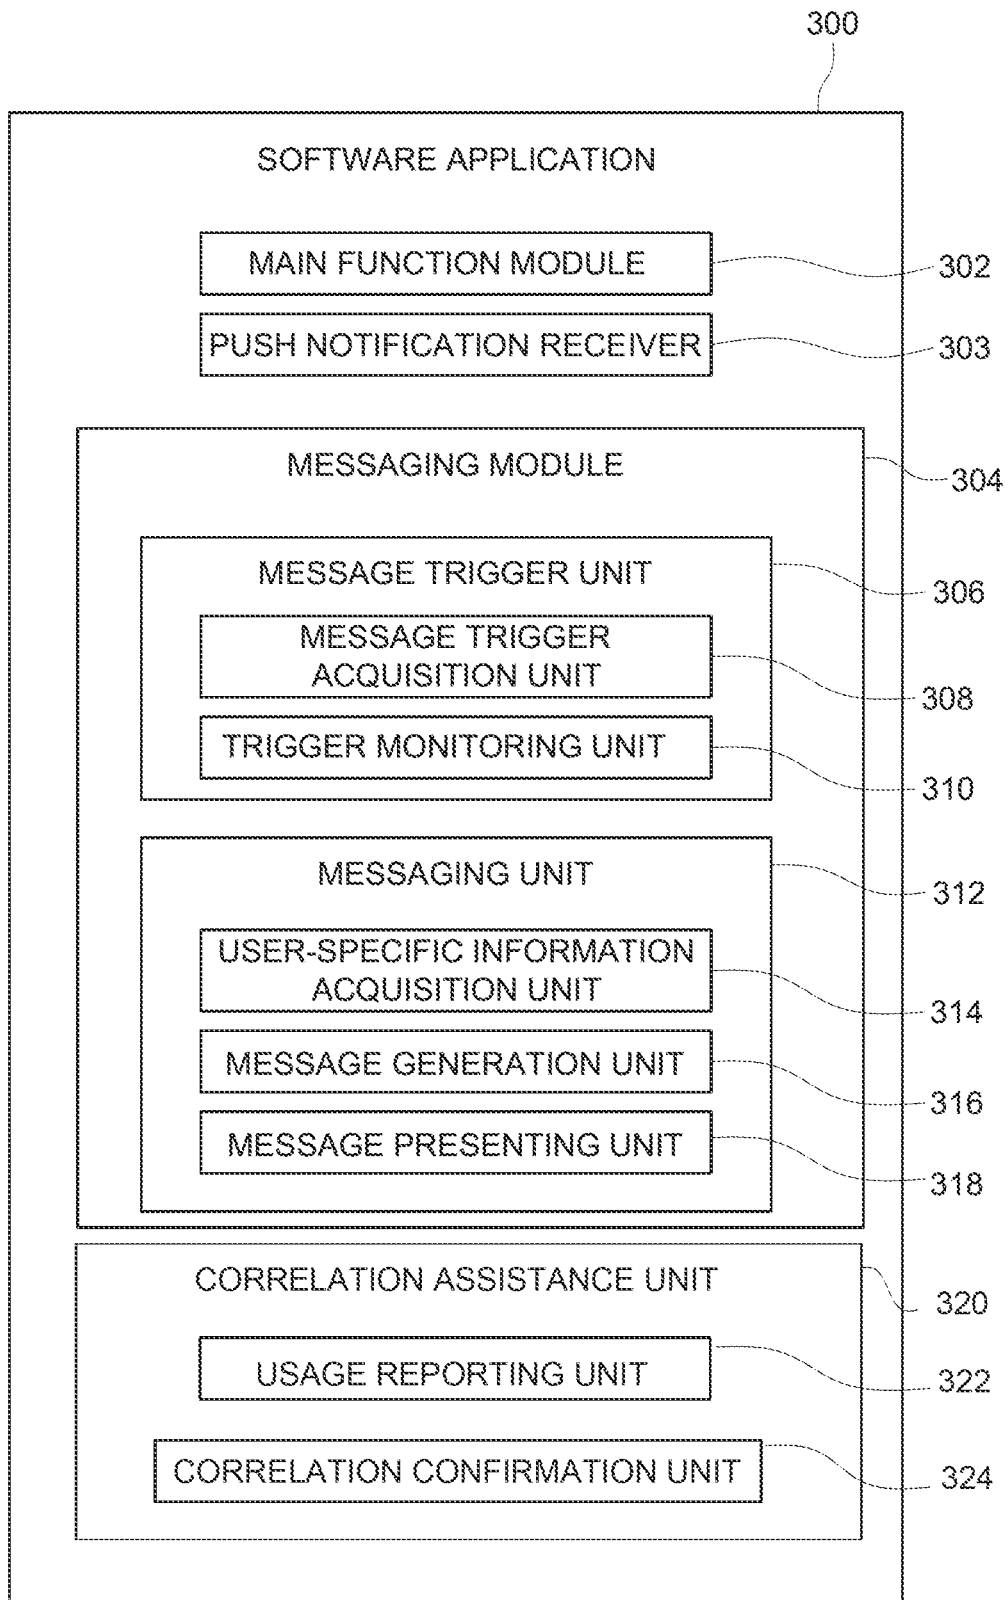 300
SOFTWARE APPLICATION
MAIN FUNCTION MODULE
302
PUSH NOTIFICATION RECEIVER
303
MESSAGING MODULE
304
MESSAGE TRIGGER UNIT
306
MESSAGE TRIGGER
ACQUISITION UNIT
308
TRIGGER MONITORING UNIT
310
MESSAGING UNIT
312
USER-SPECIFIC INFORMATION
ACQUISITION UNIT
314
MESSAGE GENERATION UNIT
316
MESSAGE PRESENTING UNIT
318
CORRELATION ASSISTANCE UNIT
320
USAGE REPORTING UNIT
322
CORRELATION CONFIRMATION UNIT
324